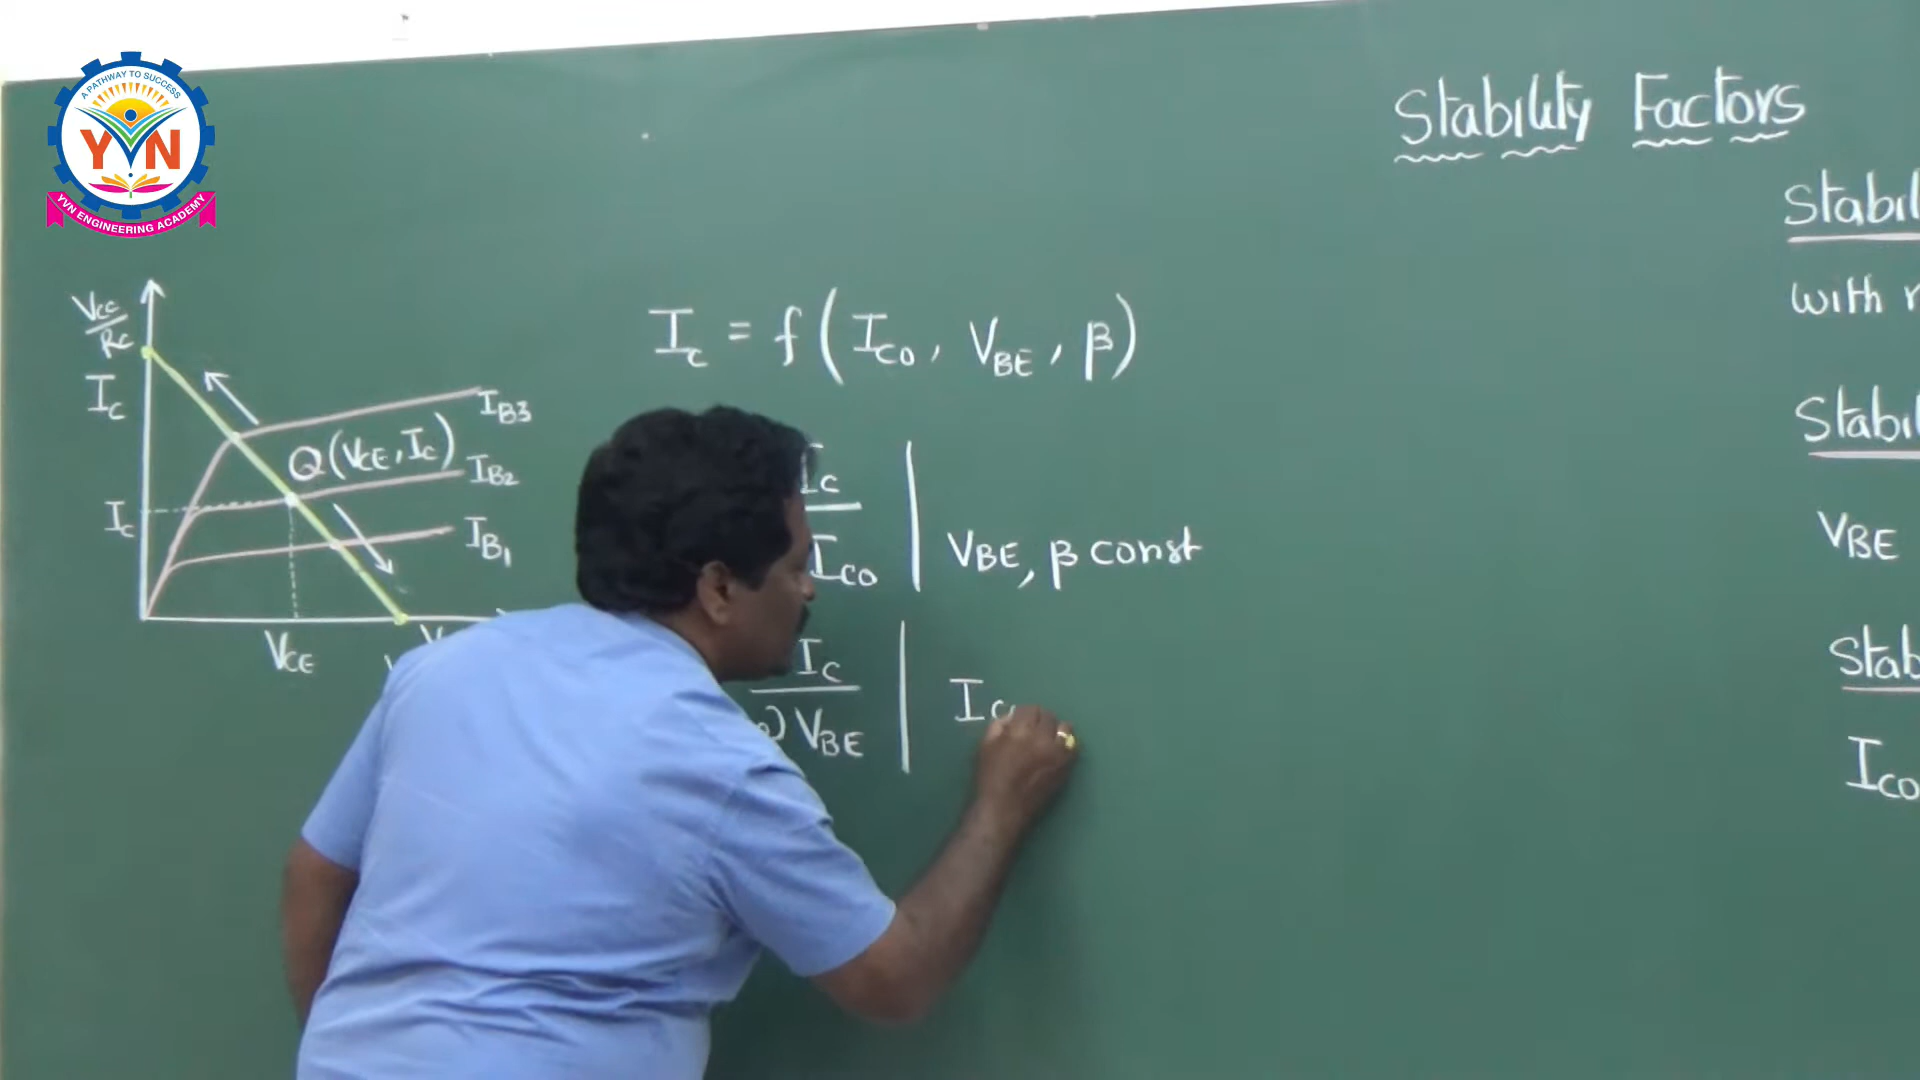 A PATHWAY TO SUCCESS
YVN
YVN ENGINEERING ACADEMY
Stability Factors
Stabil
with r
Stabil
VBE
Stab
ICO
VCC
RC
IC
IC
IB3
Q(VCE, IC)
IB2
IB1
VCE
IC = f(ICO, VBE, β)
IC
ICO
VBE, β const
IC
∂ VBE
IC